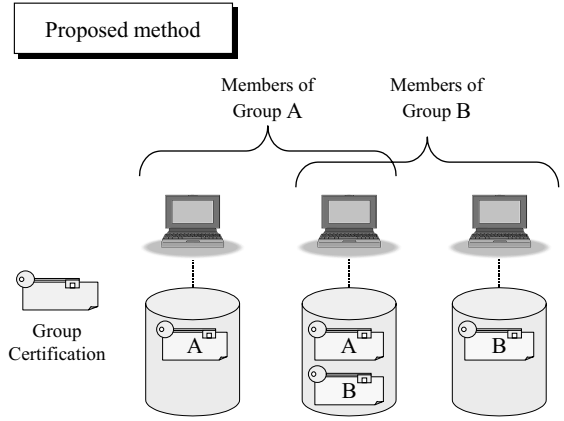 Proposed method
Members of
Group A
Members of
Group B
Group
Certification
A
A
B
B